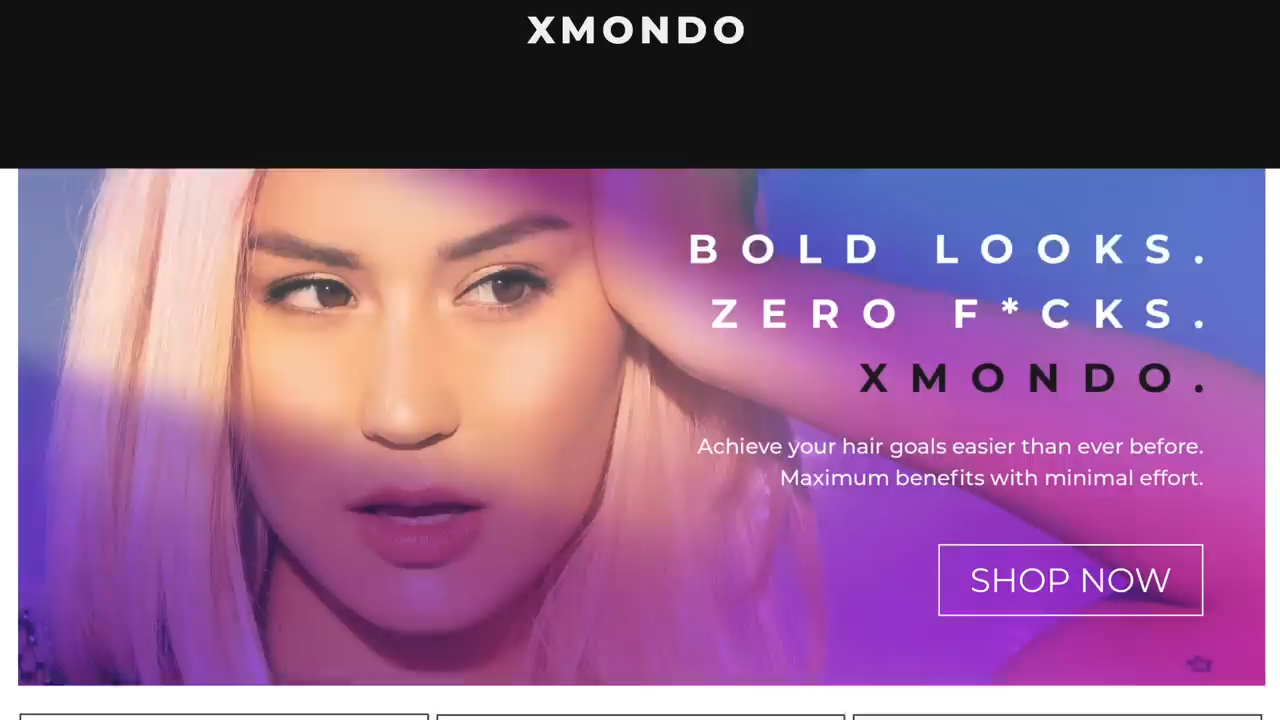 XMONDO
BOLD LOOKS.
ZERO F*CKS.
XMONDO.
Achieve your hair goals easier than ever before.
Maximum benefits with minimal effort.
SHOP NOW